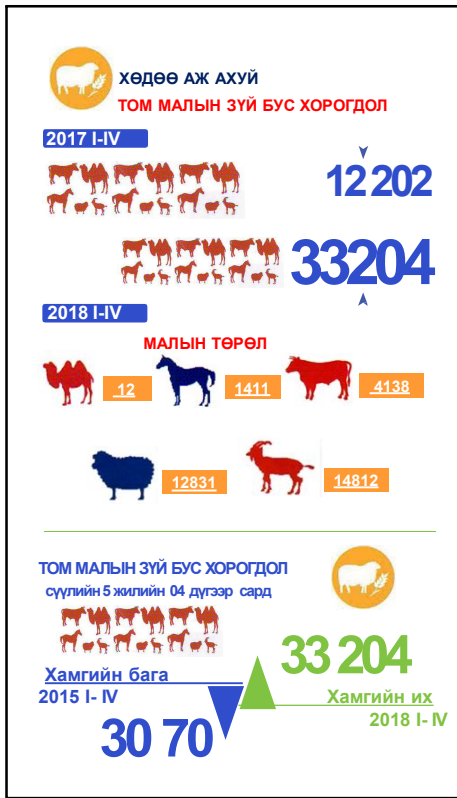 ХӨДӨӨ АЖ АХУЙ
ТОМ МАЛЫН ЗҮЙ БУС ХОРОГДОЛ
2017 I-IV
12 202
33204
2018 I-IV
МАЛЫН ТӨРӨЛ
12
1411
4138
12831
14812
ТОМ МАЛЫН ЗҮЙ БУС ХОРОГДОЛ
сүүлийн 5 жилийн 04 дүгээр сард
33 204
Хамгийн бага
2015 I- IV
Хамгийн их
2018 I- IV
30 70